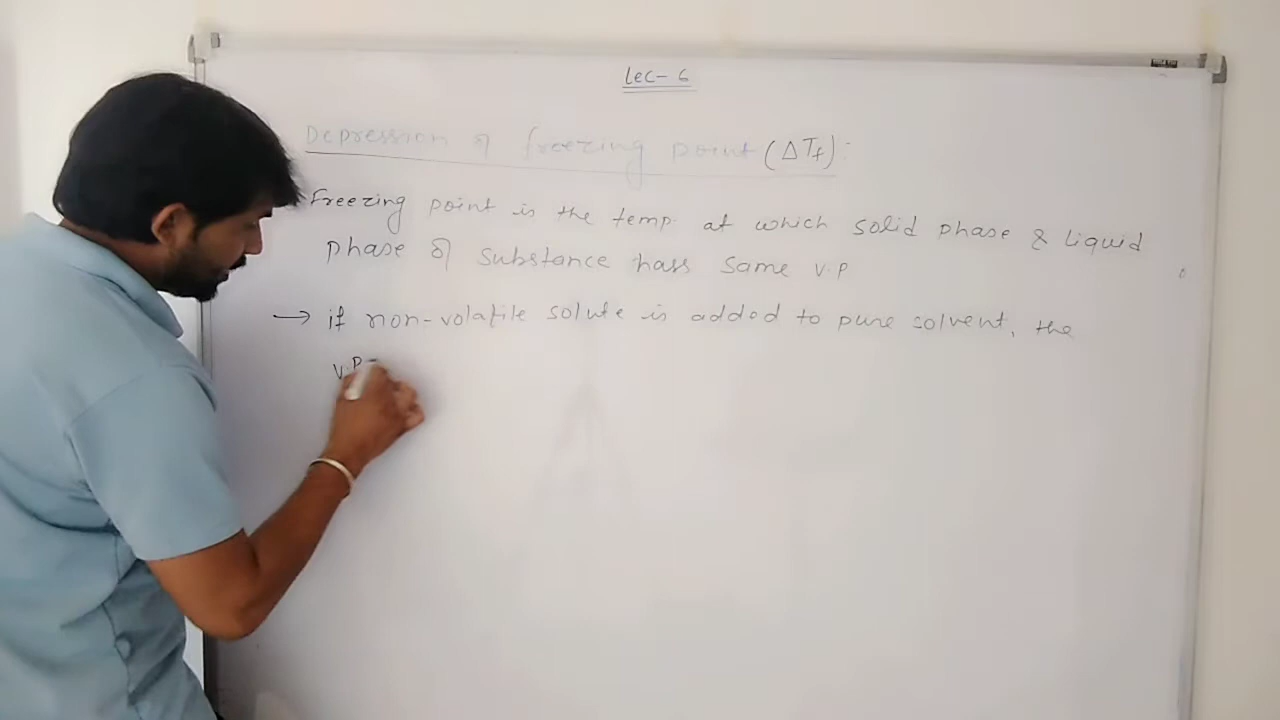 Lec- 6
Depression of freezing point (ΔTf):
Freezing point is the temp. at which solid phase & liquid
phase of substance hass same V.P
→ if non-volatile solute is added to pure solvent, the
V.P